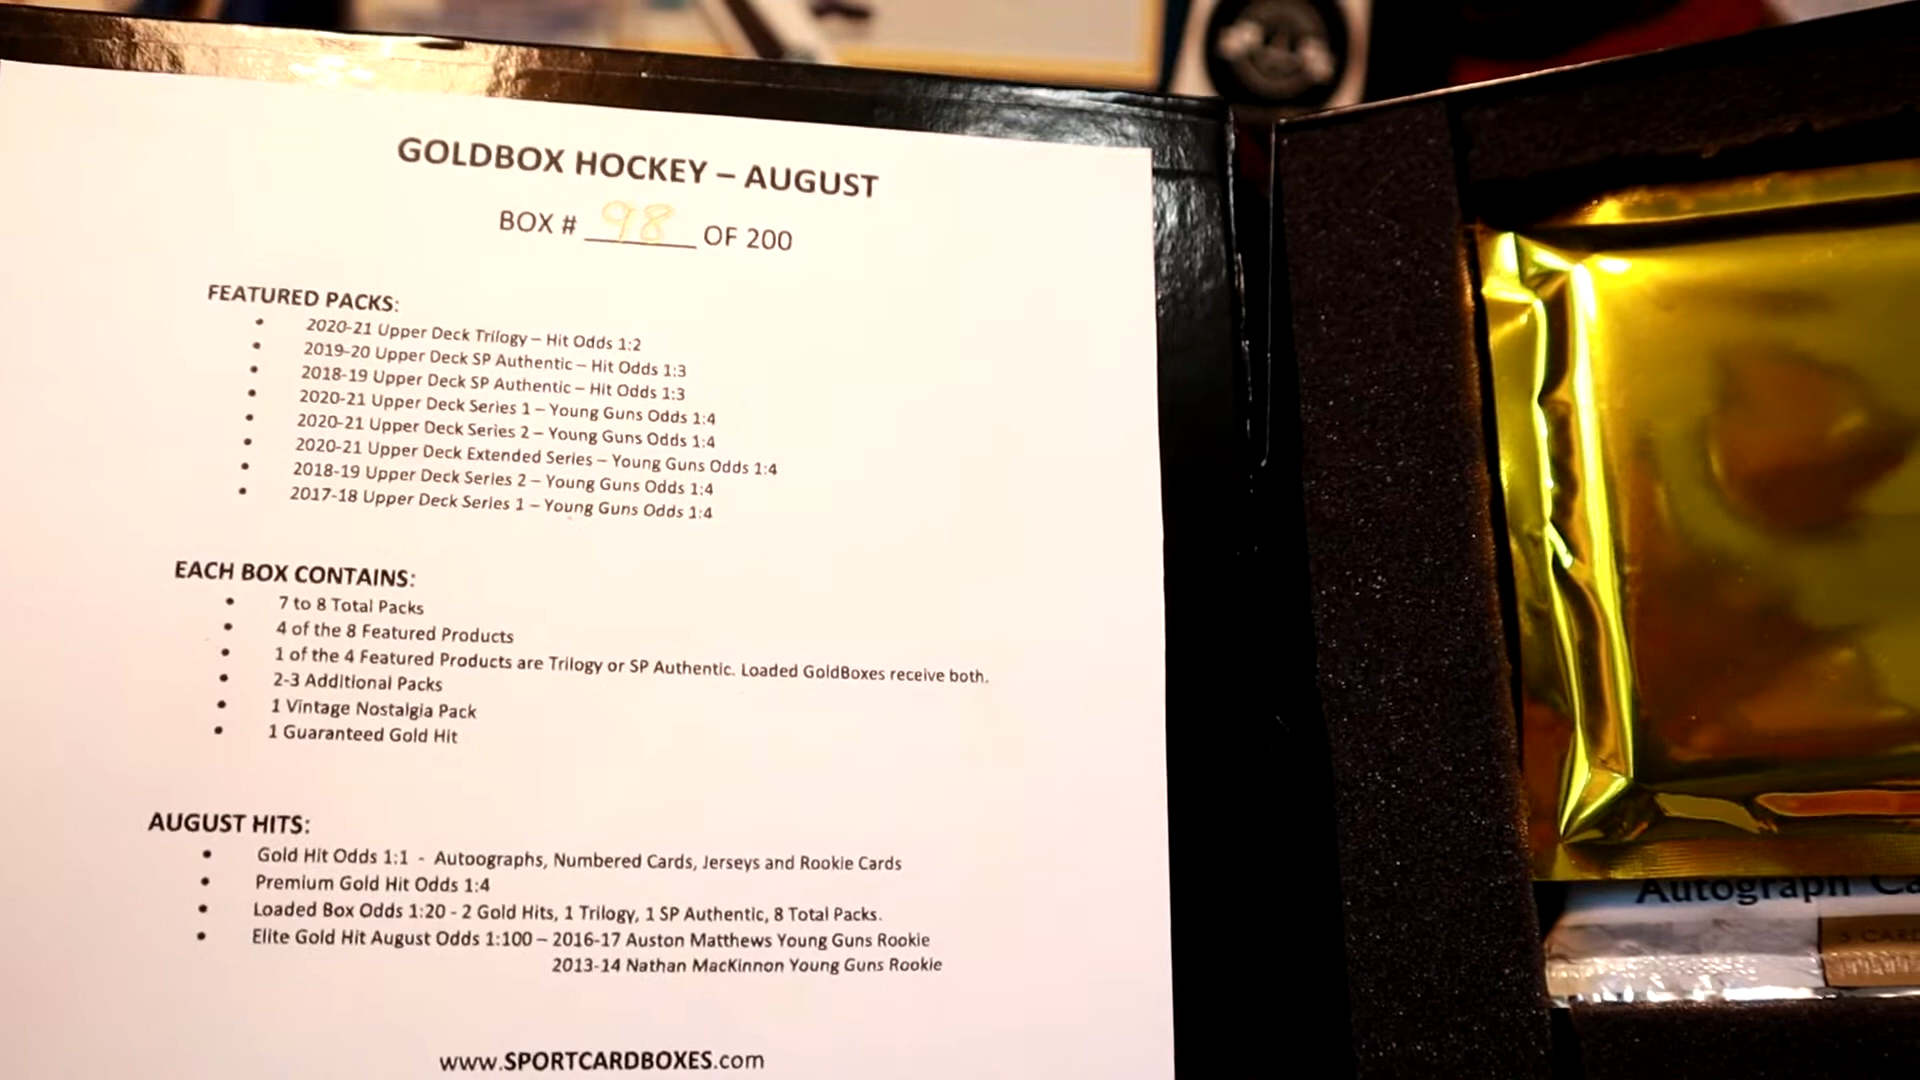 GOLDBOX HOCKEY – AUGUST
BOX # 98 OF 200
FEATURED PACKS:
• 2020-21 Upper Deck Trilogy – Hit Odds 1:2
• 2019-20 Upper Deck SP Authentic – Hit Odds 1:3
• 2018-19 Upper Deck SP Authentic – Hit Odds 1:3
• 2020-21 Upper Deck Series 1 – Young Guns Odds 1:4
• 2020-21 Upper Deck Series 2 – Young Guns Odds 1:4
• 2020-21 Upper Deck Extended Series – Young Guns Odds 1:4
• 2018-19 Upper Deck Series 2 – Young Guns Odds 1:4
• 2017-18 Upper Deck Series 1 – Young Guns Odds 1:4
EACH BOX CONTAINS:
• 7 to 8 Total Packs
• 4 of the 8 Featured Products
• 1 of the 4 Featured Products are Trilogy or SP Authentic. Loaded GoldBoxes receive both.
• 2-3 Additional Packs
• 1 Vintage Nostalgia Pack
• 1 Guaranteed Gold Hit
AUGUST HITS:
• Gold Hit Odds 1:1 - Autoographs, Numbered Cards, Jerseys and Rookie Cards
• Premium Gold Hit Odds 1:4
• Loaded Box Odds 1:20 - 2 Gold Hits, 1 Trilogy, 1 SP Authentic, 8 Total Packs.
• Elite Gold Hit August Odds 1:100 – 2016-17 Auston Matthews Young Guns Rookie
2013-14 Nathan MacKinnon Young Guns Rookie
www.SPORTCARDBOXES.com
Autograph Ca
5 CARD